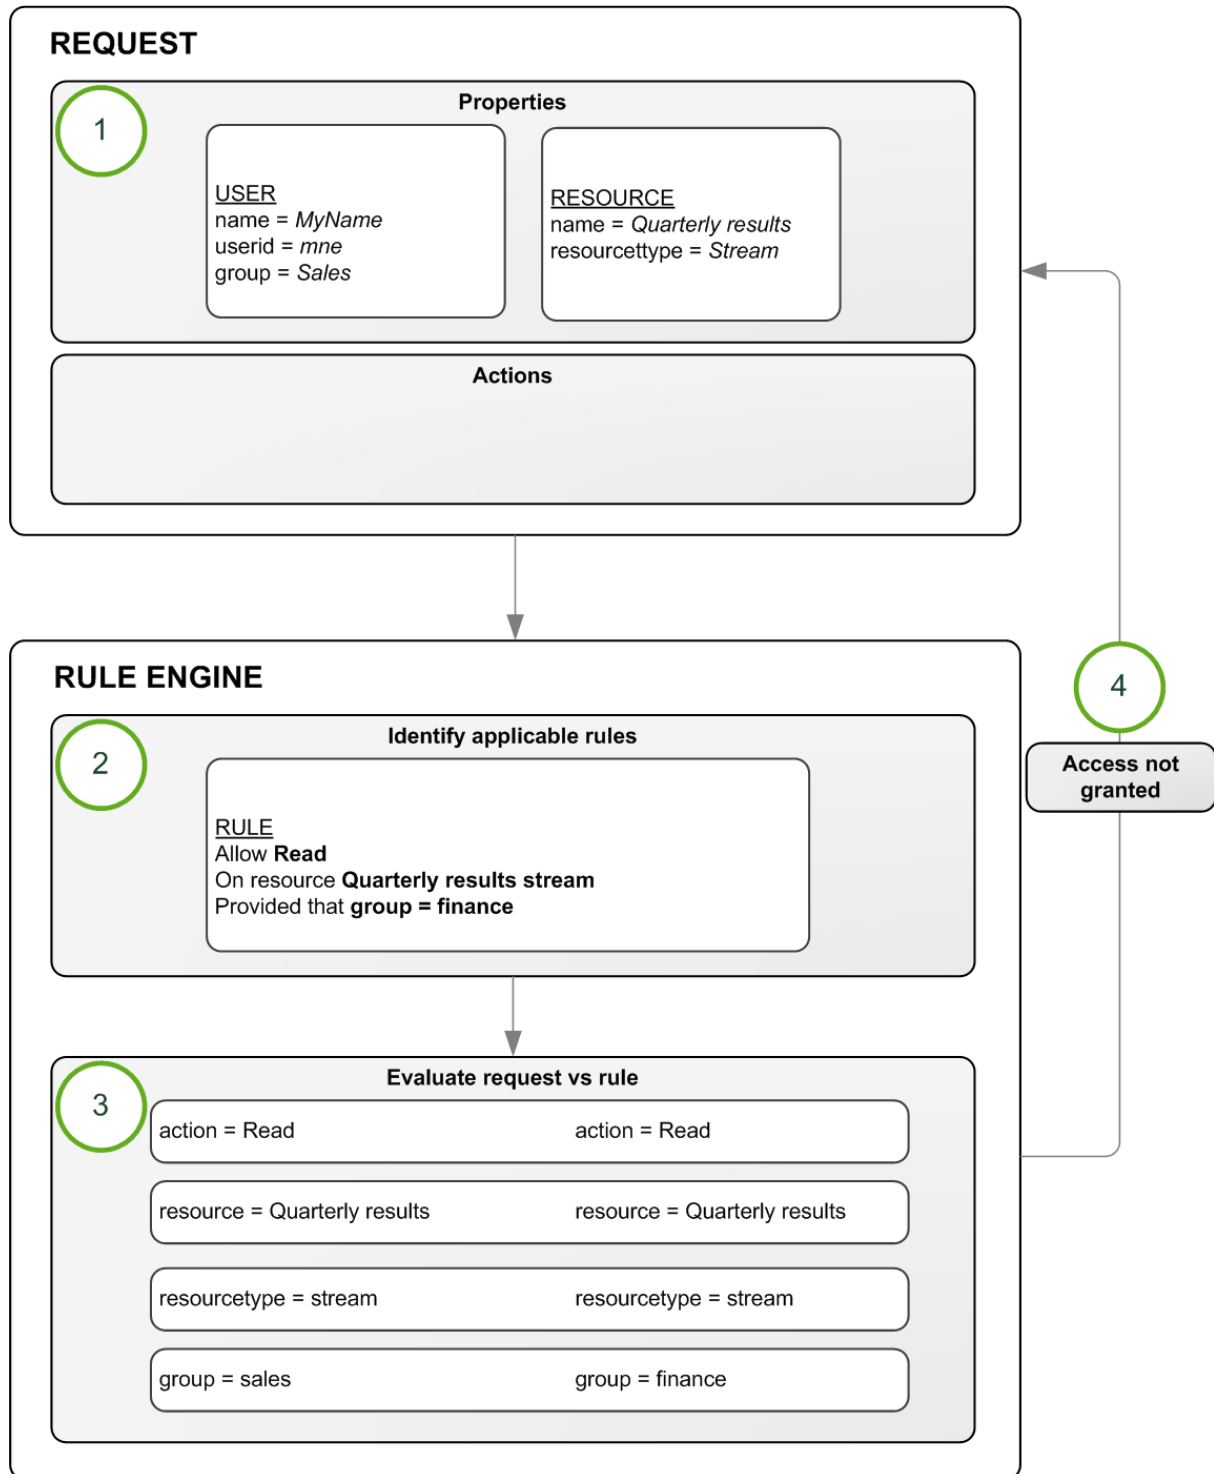 REQUEST
1
Properties
USER
name = MyName
userid = mne
group = Sales
RESOURCE
name = Quarterly results
resourcettype = Stream
Actions
RULE ENGINE
2
Identify applicable rules
RULE
Allow Read
On resource Quarterly results stream
Provided that group = finance
3
Evaluate request vs rule
action = Read action = Read
resource = Quarterly results resource = Quarterly results
resourcetype = stream resourcetype = stream
group = sales group = finance
4
Access not
granted